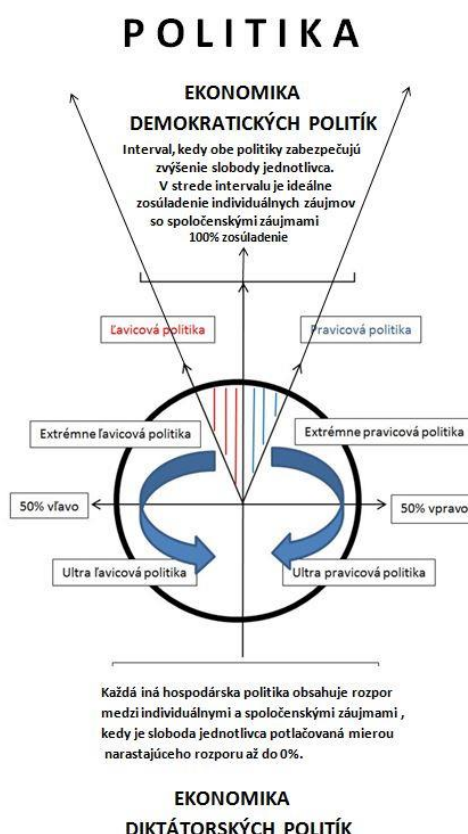 POLITIKA
EKONOMIKA
DEMOKRATICKÝCH POLITÍK
Interval, kedy obe politiky zabezpečujú
zvýšenie slobody jednotlivca.
V strede intervalu je ideálne
zosúladenie individuálnych záujmov
so spoločenskými záujmami
100% zosúladenie
Ľavicová politika
Pravicová politika
Extrémne ľavicová politika
Extrémne pravicová politika
50% vľavo
50% vpravo
Ultra ľavicová politika
Ultra pravicová politika
Každá iná hospodárska politika obsahuje rozpor
medzi individuálnymi a spoločenskými záujmami ,
kedy je sloboda jednotlivca potlačovaná mierou
narastajúceho rozporu až do 0%.
EKONOMIKA
DIKTÁTORSKÝCH POLITÍK